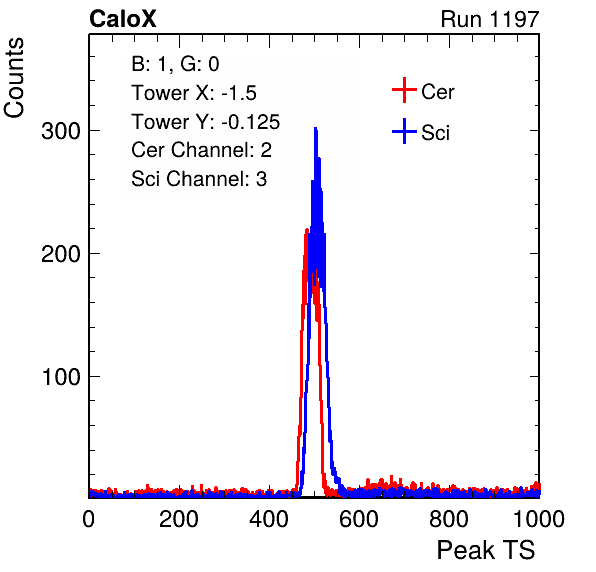 CaloX Run 1197
B: 1, G: 0
Tower X: -1.5
Tower Y: -0.125
Cer Channel: 2
Sci Channel: 3
Cer
Sci
Counts
300
200
100
0 200 400 600 800 1000
Peak TS